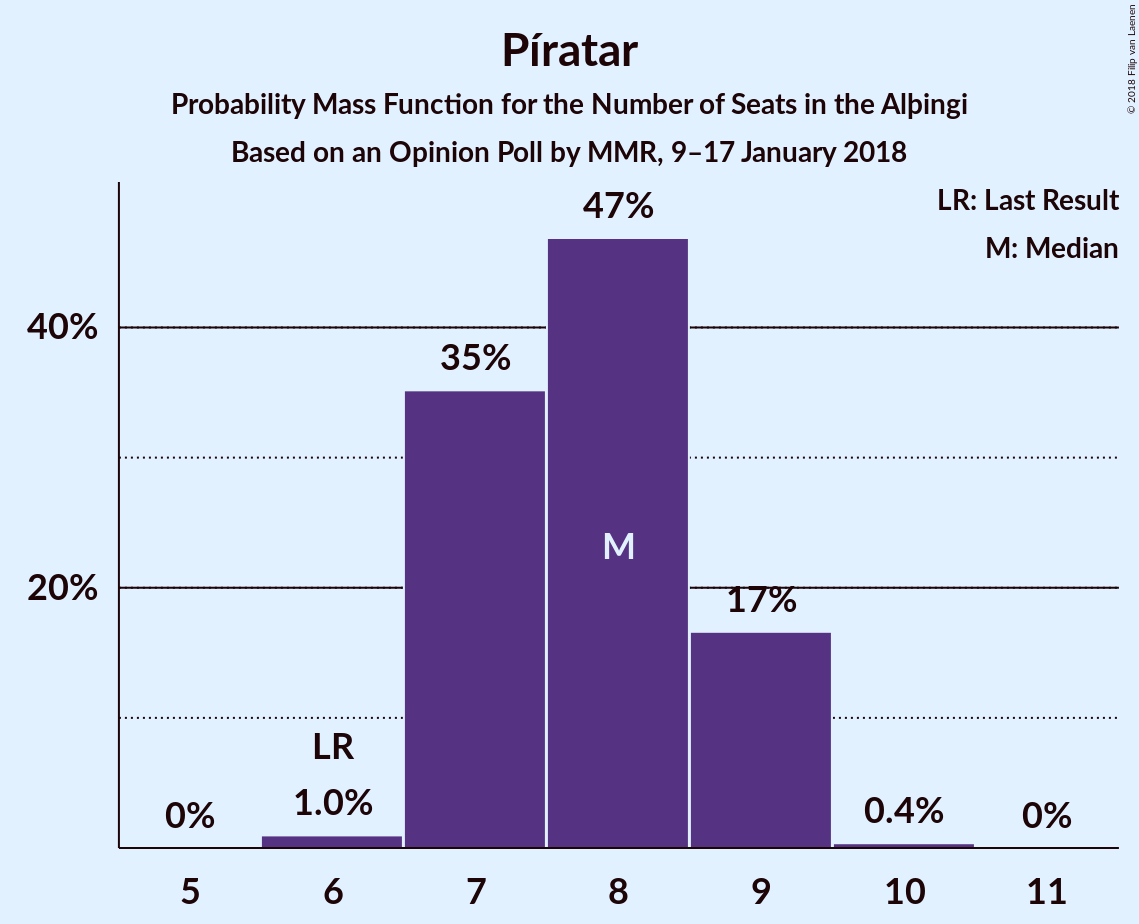 Píratar
Probability Mass Function for the Number of Seats in the Alþingi
Based on an Opinion Poll by MMR, 9–17 January 2018
© 2018 Filip van Laenen
LR: Last Result
M: Median
47%
40%
35%
M
20%
17%
LR
1.0%
0%
0.4%
0%
5 6 7 8 9 10 11